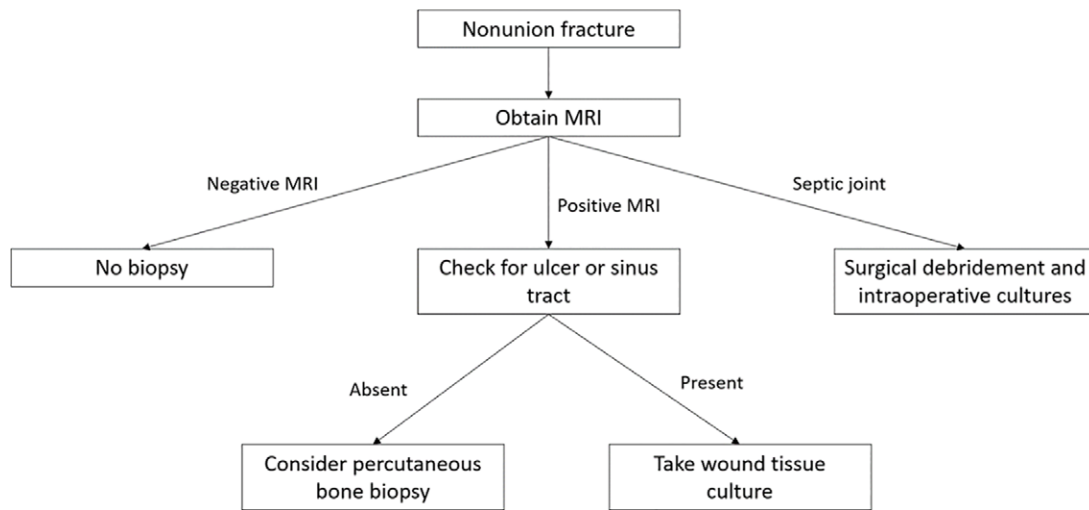 Nonunion fracture
Obtain MRI
Negative MRI
Positive MRI
Septic joint
No biopsy
Check for ulcer or sinus
tract
Surgical debridement and
intraoperative cultures
Absent
Present
Consider percutaneous
bone biopsy
Take wound tissue
culture